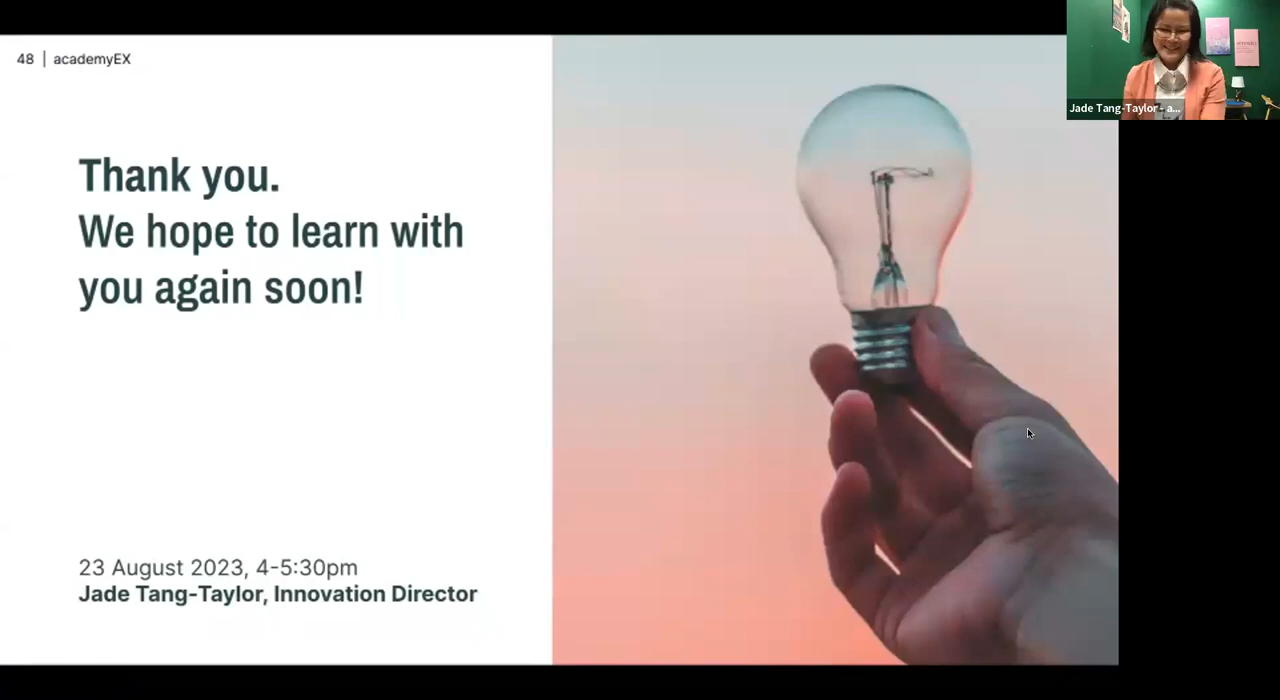 48 | academyEX
Thank you.
We hope to learn with
you again soon!
23 August 2023, 4-5:30pm
Jade Tang-Taylor, Innovation Director
Jade Tang-Taylor - a...